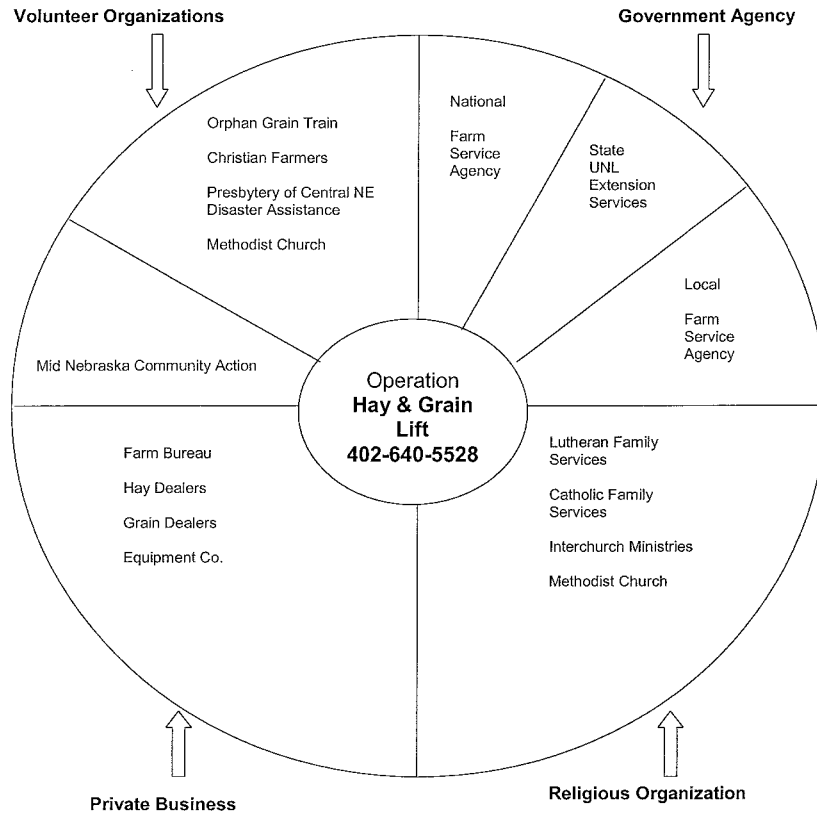 Volunteer Organizations
Government Agency
Orphan Grain Train
Christian Farmers
Presbytery of Central NE
Disaster Assistance
Methodist Church
National
Farm
Service
Agency
State
UNL
Extension
Services
Local
Farm
Service
Agency
Mid Nebraska Community Action
Operation
Hay & Grain
Lift
402-640-5528
Farm Bureau
Hay Dealers
Grain Dealers
Equipment Co.
Lutheran Family
Services
Catholic Family
Services
Interchurch Ministries
Methodist Church
Private Business
Religious Organization